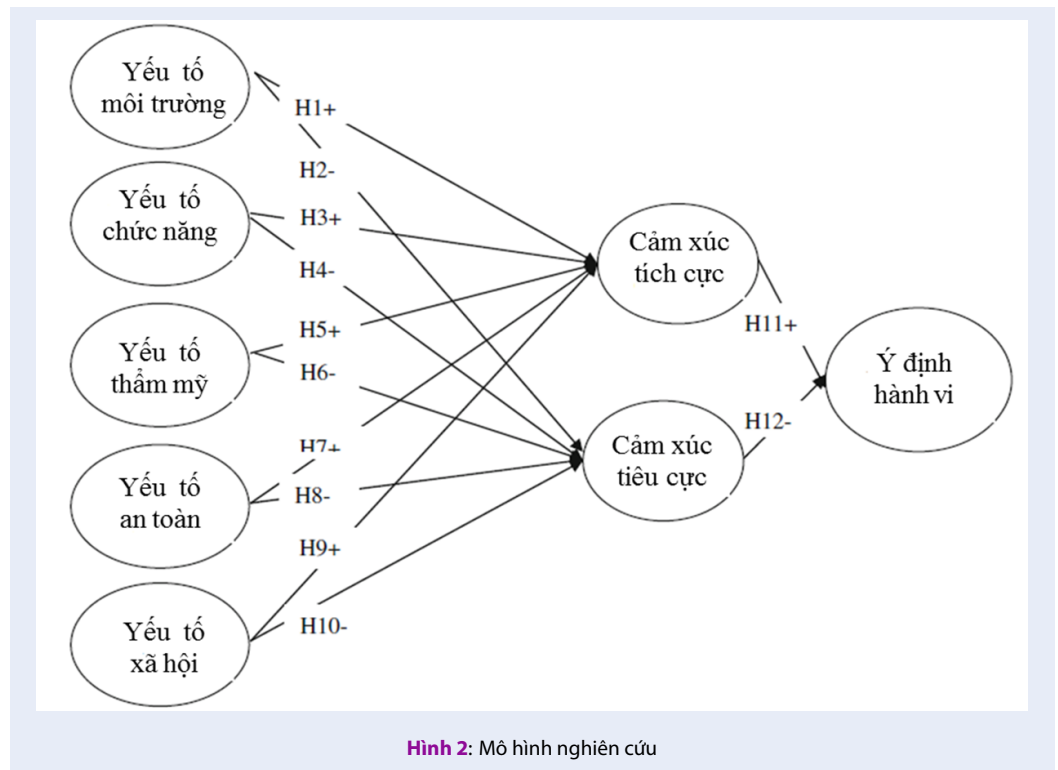 Yếu tố
môi trường
H1+
H2-
Yếu tố
chức năng
H3+
H4-
Cảm xúc
tích cực
Yếu tố
thẩm mỹ
H5+
H6-
H11+
Ý định
hành vi
H12-
Cảm xúc
tiêu cực
Yếu tố
an toàn
H7+
H8-
H9+
Yếu tố
xã hội
H10-
Hình 2: Mô hình nghiên cứu